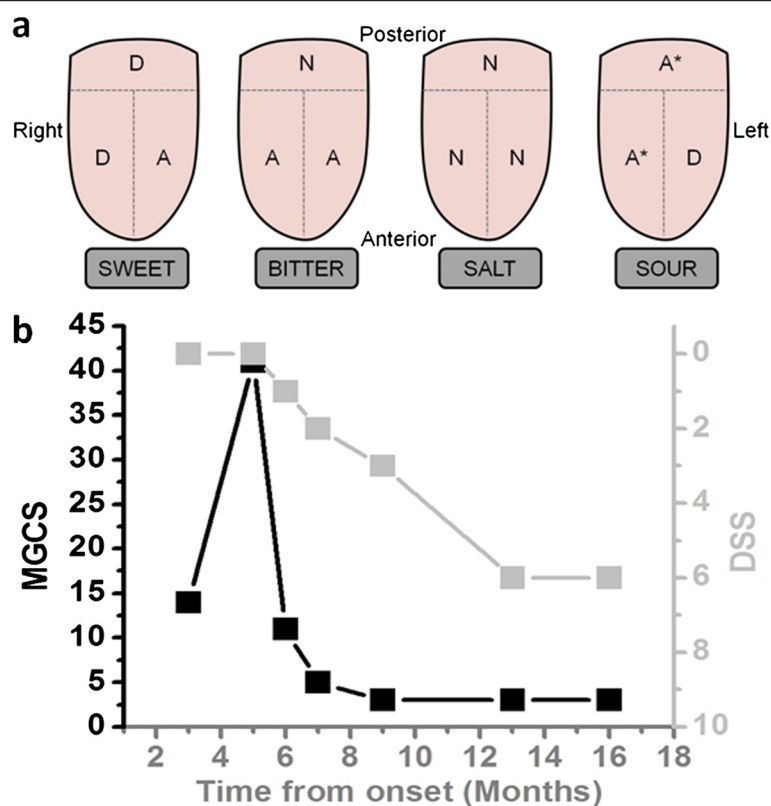 a
Posterior
D N N A*
Right
Left
D A A A N N A* D
Anterior
SWEET BITTER SALT SOUR
b
45
40
35
30
25
20
15
10
5
0
MGCS
0
2
4
6
8
10
DSS
2 4 6 8 10 12 14 16 18
Time from onset (Months)